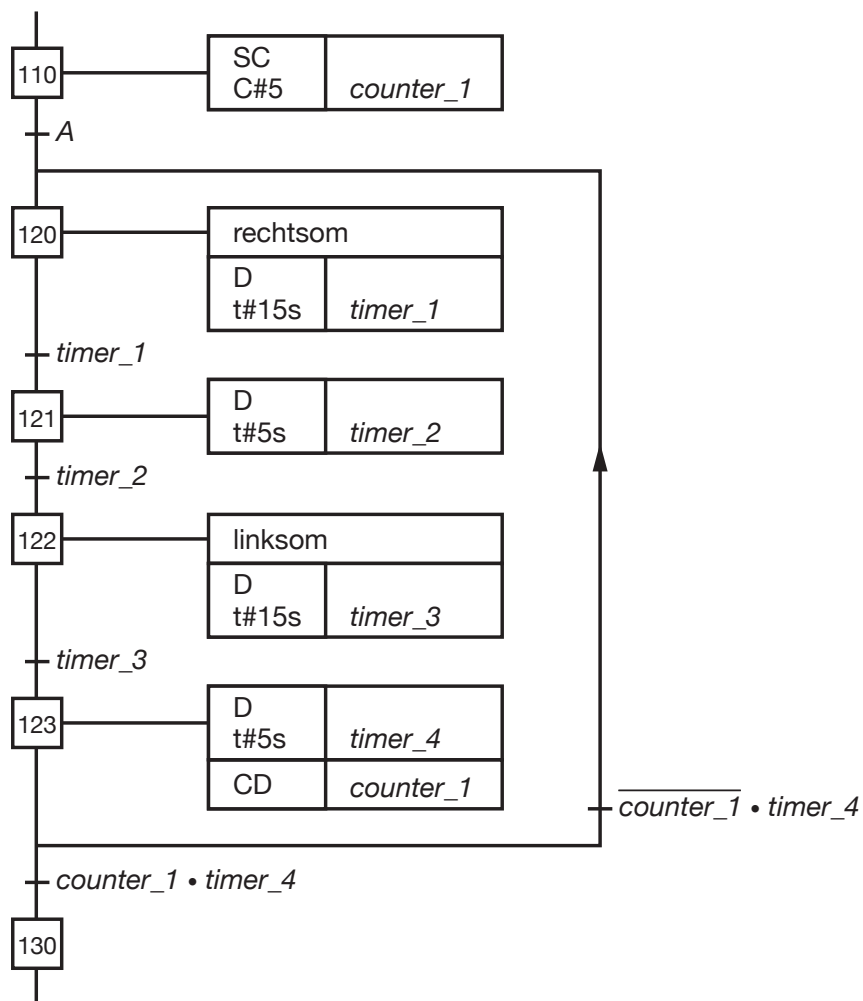 110
SC
C#5 counter_1
A
120
rechtsom
D
t#15s timer_1
timer_1
121
D
t#5s timer_2
timer_2
122
linksom
D
t#15s timer_3
timer_3
123
D
t#5s timer_4
CD counter_1
c̅o̅u̅n̅t̅e̅r̅_̅1̅ • timer_4
counter_1 • timer_4
130